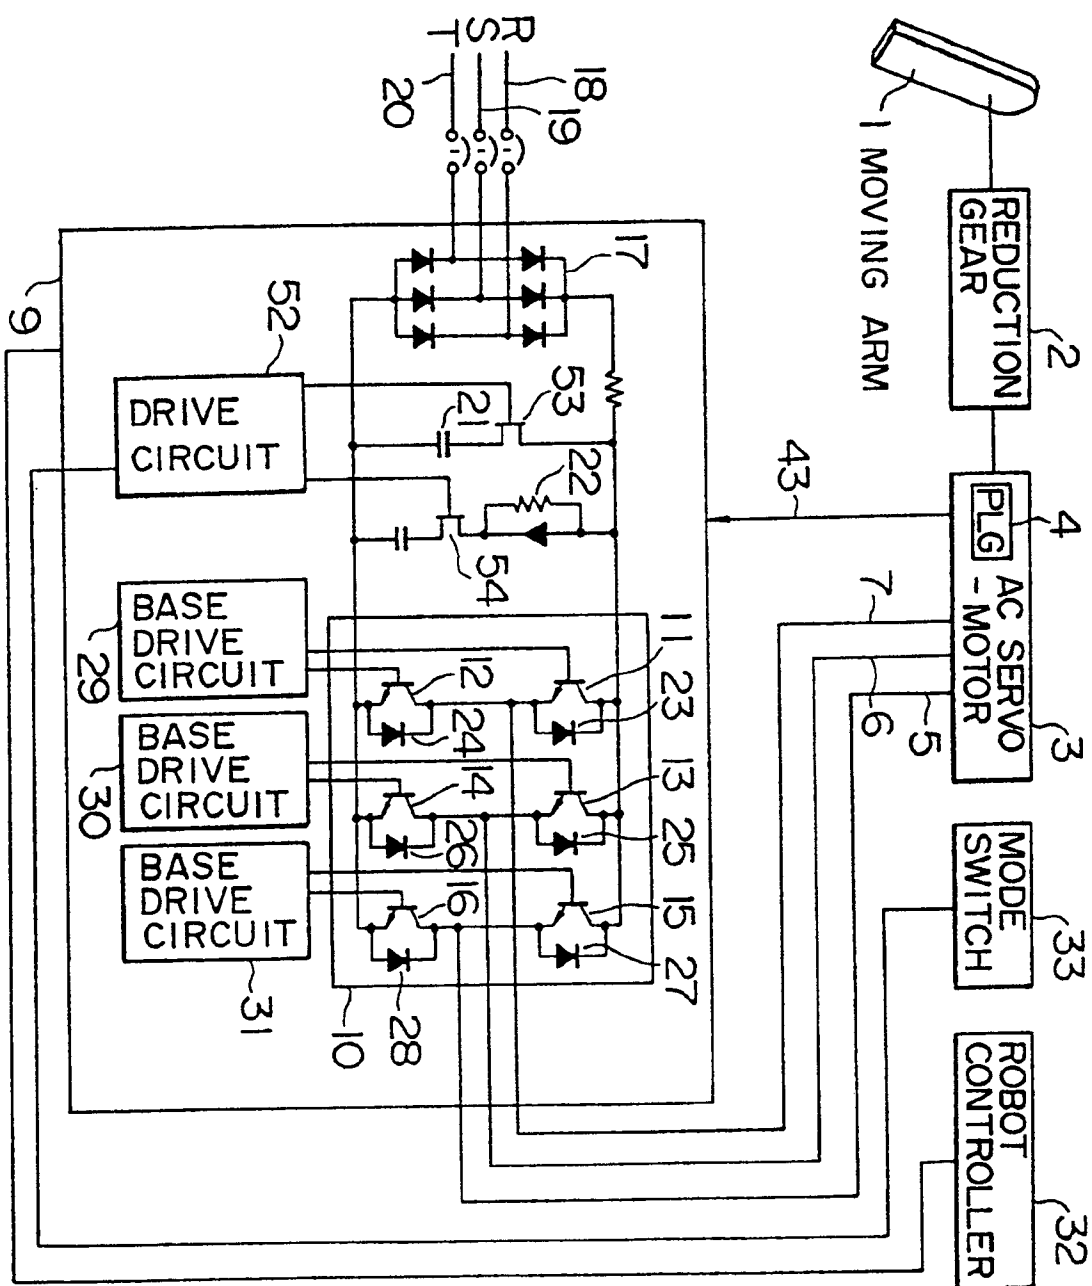 1 MOVING ARM
REDUCTION
GEAR
2
4
PLG
AC SERVO
-MOTOR
3
MODE
SWITCH
33
ROBOT
CONTROLLER
32
43
7
6
5
R
S
T
18
19
20
17
9
52
DRIVE
CIRCUIT
53
21
22
54
11
23
12
24
13
25
14
26
15
27
16
28
10
BASE
DRIVE
CIRCUIT
29
BASE
DRIVE
CIRCUIT
30
BASE
DRIVE
CIRCUIT
31